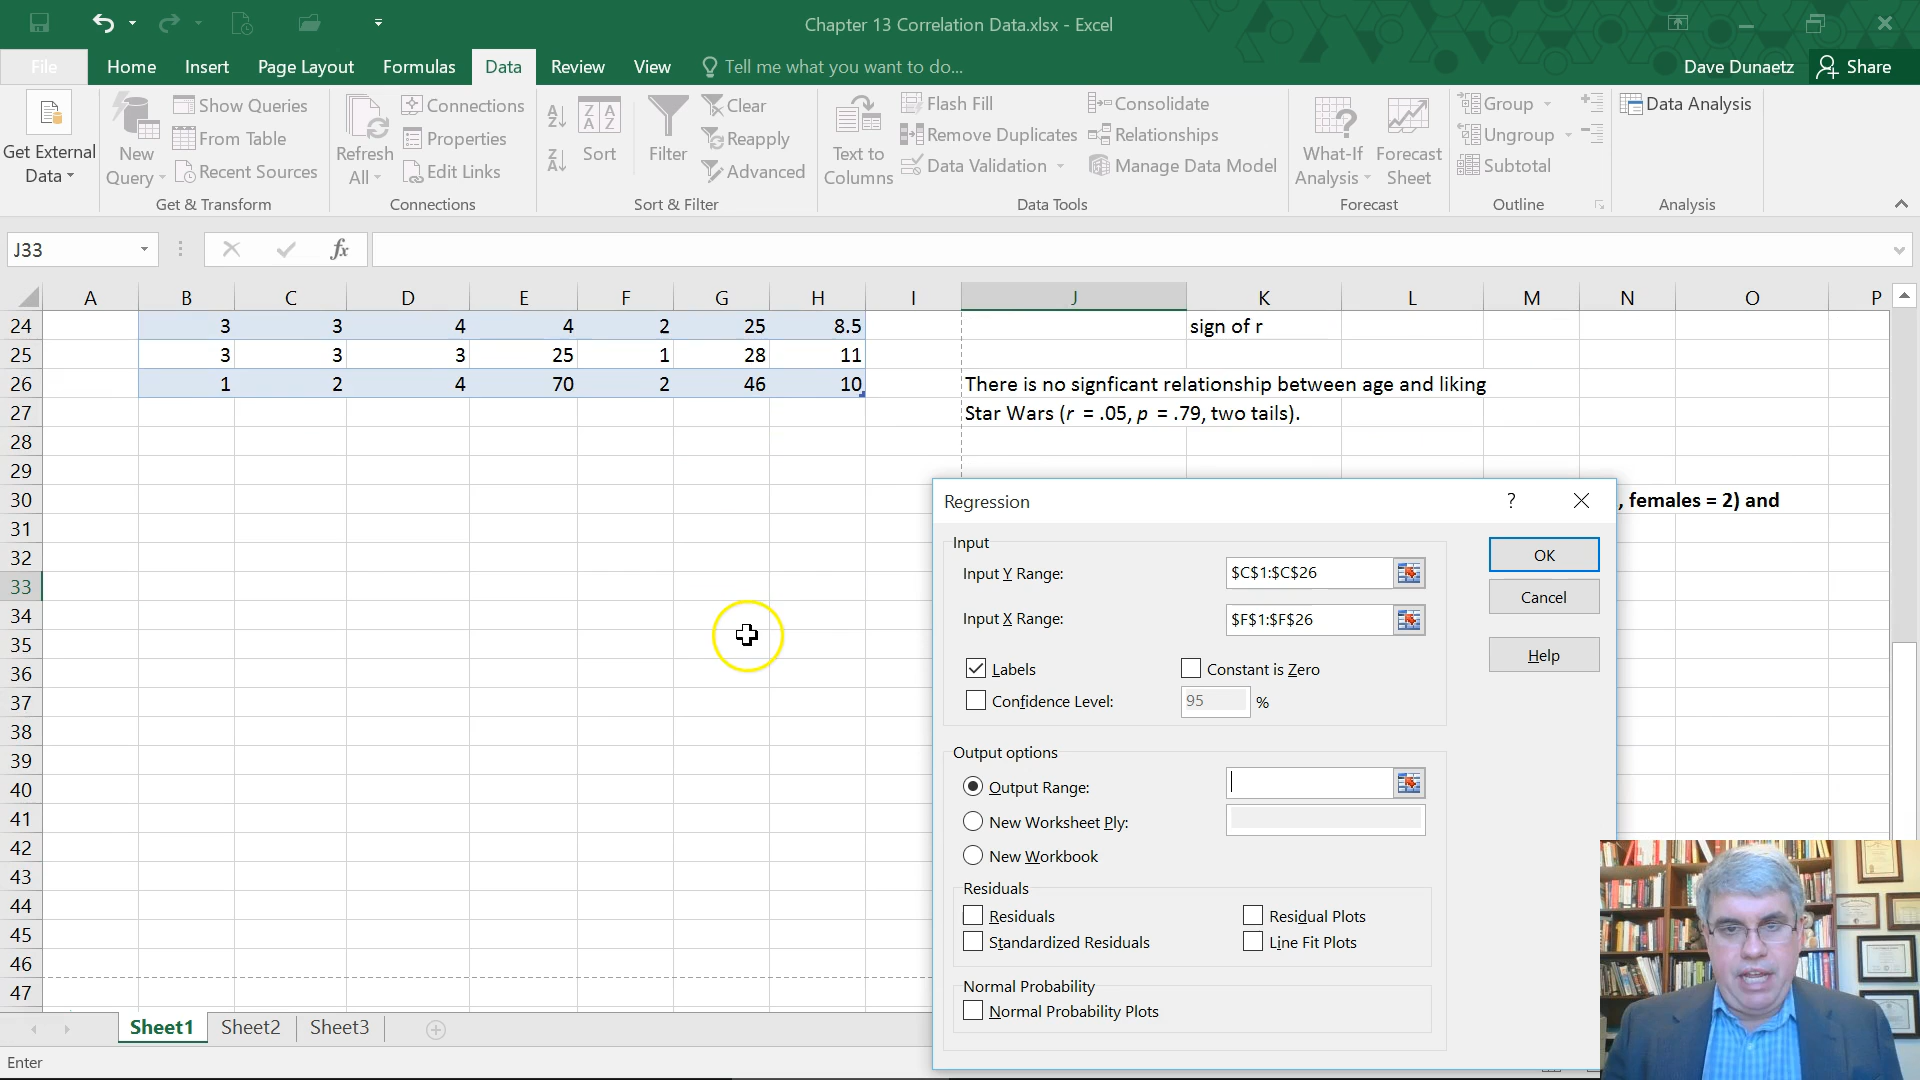 Chapter 13 Correlation Data.xlsx - Excel
File Home Insert Page Layout Formulas Data Review View Tell me what you want to do... Dave Dunaetz Share
Get External Data
New Query
Show Queries
From Table
Recent Sources
Get & Transform
Refresh All
Connections
Properties
Edit Links
Connections
Sort
Filter
Clear
Reapply
Advanced
Sort & Filter
Text to Columns
Flash Fill
Remove Duplicates
Data Validation
Consolidate
Relationships
Manage Data Model
Data Tools
What-If Analysis
Forecast Sheet
Forecast
Group
Ungroup
Subtotal
Outline
Data Analysis
Analysis
J33 fx
A B C D E F G H I J K L M N O P
24 3 3 4 4 2 25 8.5 sign of r
25 3 3 3 25 1 28 11
26 1 2 4 70 2 46 10 There is no signficant relationship between age and liking
27 Star Wars (r = .05, p = .79, two tails).
28
29
30 , females = 2) and
31
32
33
34
35
36
37
38
39
40
41
42
43
44
45
46
47
Regression ?
Input
Input Y Range: $C$1:$C$26
Input X Range: $F$1:$F$26
Labels Constant is Zero
Confidence Level: 95 %
OK
Cancel
Help
Output options
Output Range:
New Worksheet Ply:
New Workbook
Residuals
Residuals Residual Plots
Standardized Residuals Line Fit Plots
Normal Probability
Normal Probability Plots
Sheet1 Sheet2 Sheet3
Enter